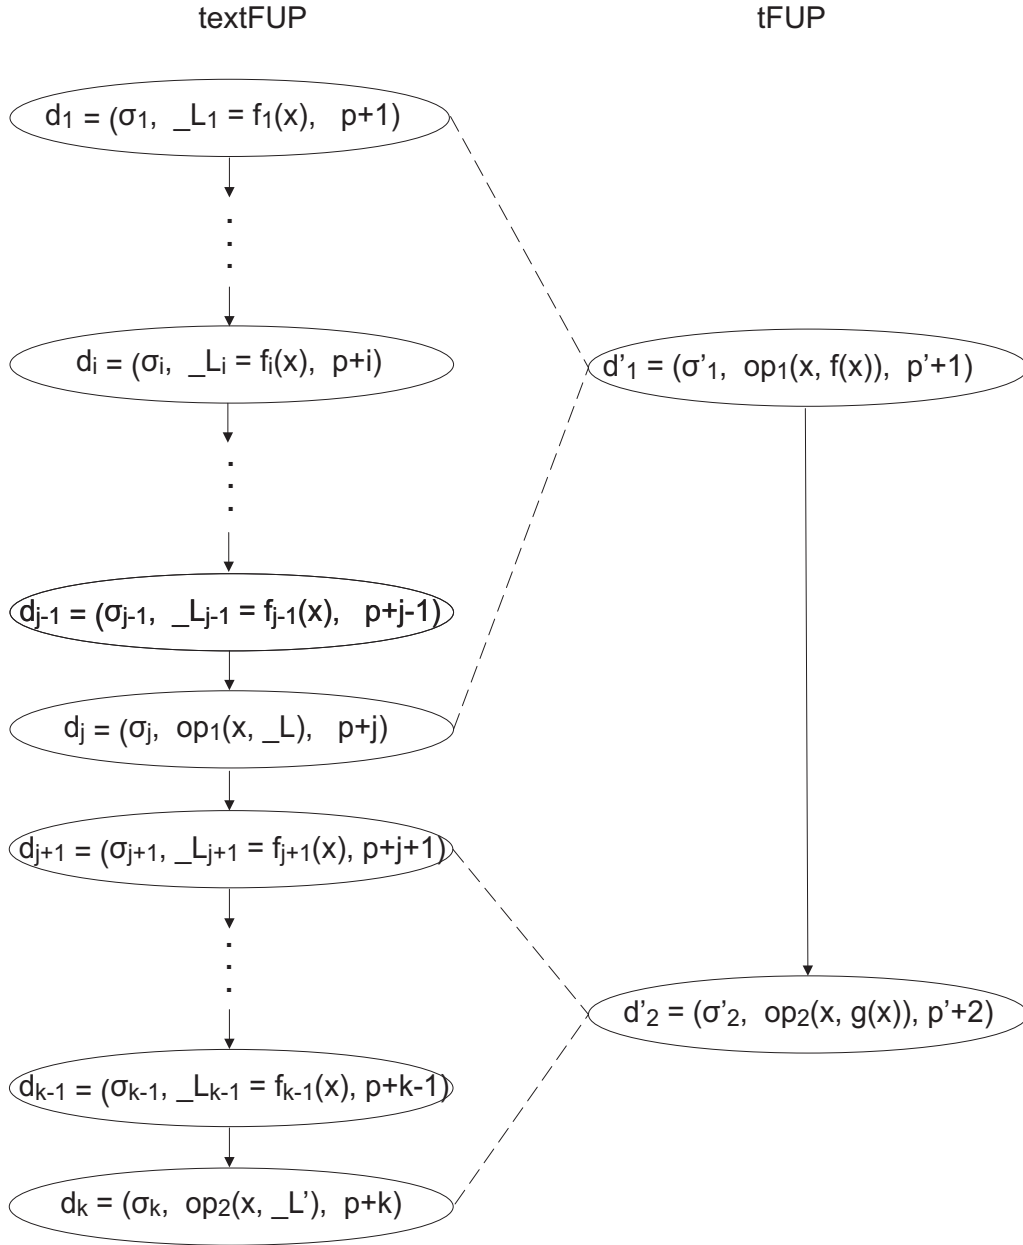 textFUP tFUP
d₁ = (σ₁, _L₁ = f₁(x), p+1)
dᵢ = (σᵢ, _Lᵢ = fᵢ(x), p+i)
d'₁ = (σ'₁, op₁(x, f(x)), p'+1)
dⱼ₋₁ = (σⱼ₋₁, _Lⱼ₋₁ = fⱼ₋₁(x), p+j-1)
dⱼ = (σⱼ, op₁(x, _L), p+j)
dⱼ₊₁ = (σⱼ₊₁, _Lⱼ₊₁ = fⱼ₊₁(x), p+j+1)
d'₂ = (σ'₂, op₂(x, g(x)), p'+2)
dₖ₋₁ = (σₖ₋₁, _Lₖ₋₁ = fₖ₋₁(x), p+k-1)
dₖ = (σₖ, op₂(x, _L'), p+k)